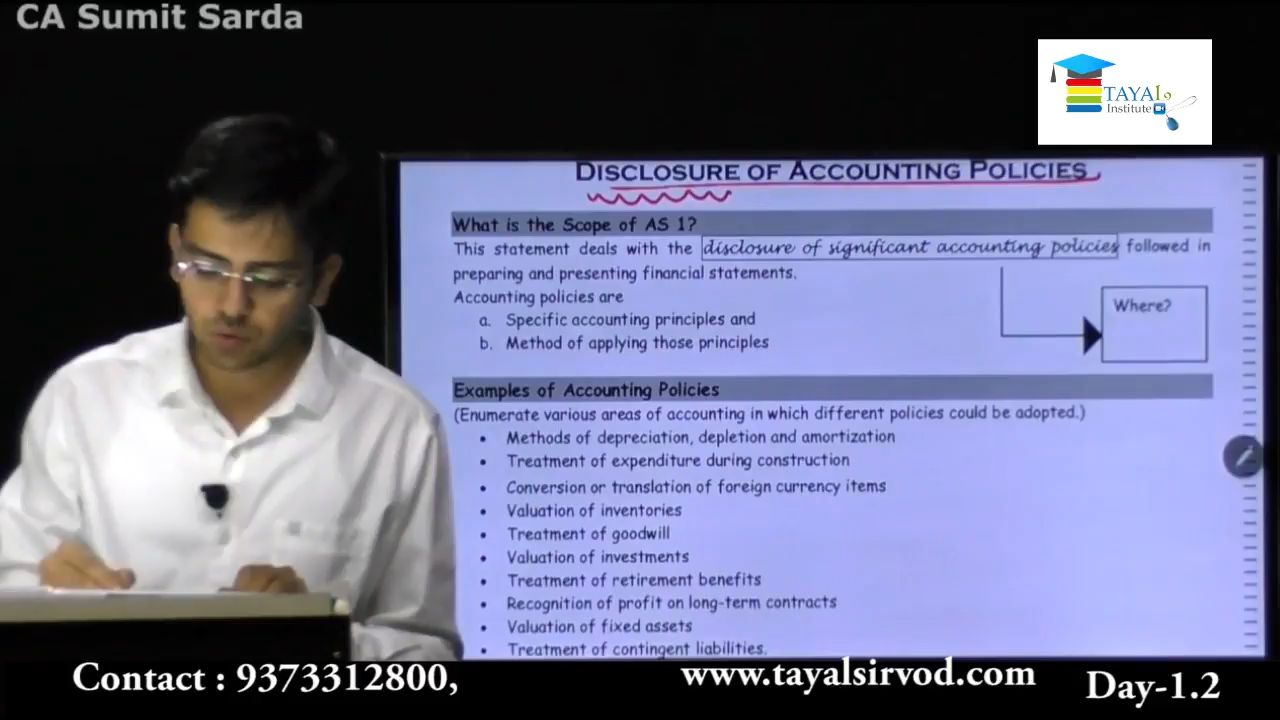 CA Sumit Sarda
TAYAL's
Institute
DISCLOSURE OF ACCOUNTING POLICIES
What is the Scope of AS 1?
This statement deals with the disclosure of significant accounting policies followed in
preparing and presenting financial statements.
Accounting policies are
a. Specific accounting principles and
b. Method of applying those principles
Where?
Examples of Accounting Policies
(Enumerate various areas of accounting in which different policies could be adopted.)
• Methods of depreciation, depletion and amortization
• Treatment of expenditure during construction
• Conversion or translation of foreign currency items
• Valuation of inventories
• Treatment of goodwill
• Valuation of investments
• Treatment of retirement benefits
• Recognition of profit on long-term contracts
• Valuation of fixed assets
• Treatment of contingent liabilities.
Contact : 9373312800,
www.tayalsirvod.com
Day-1.2